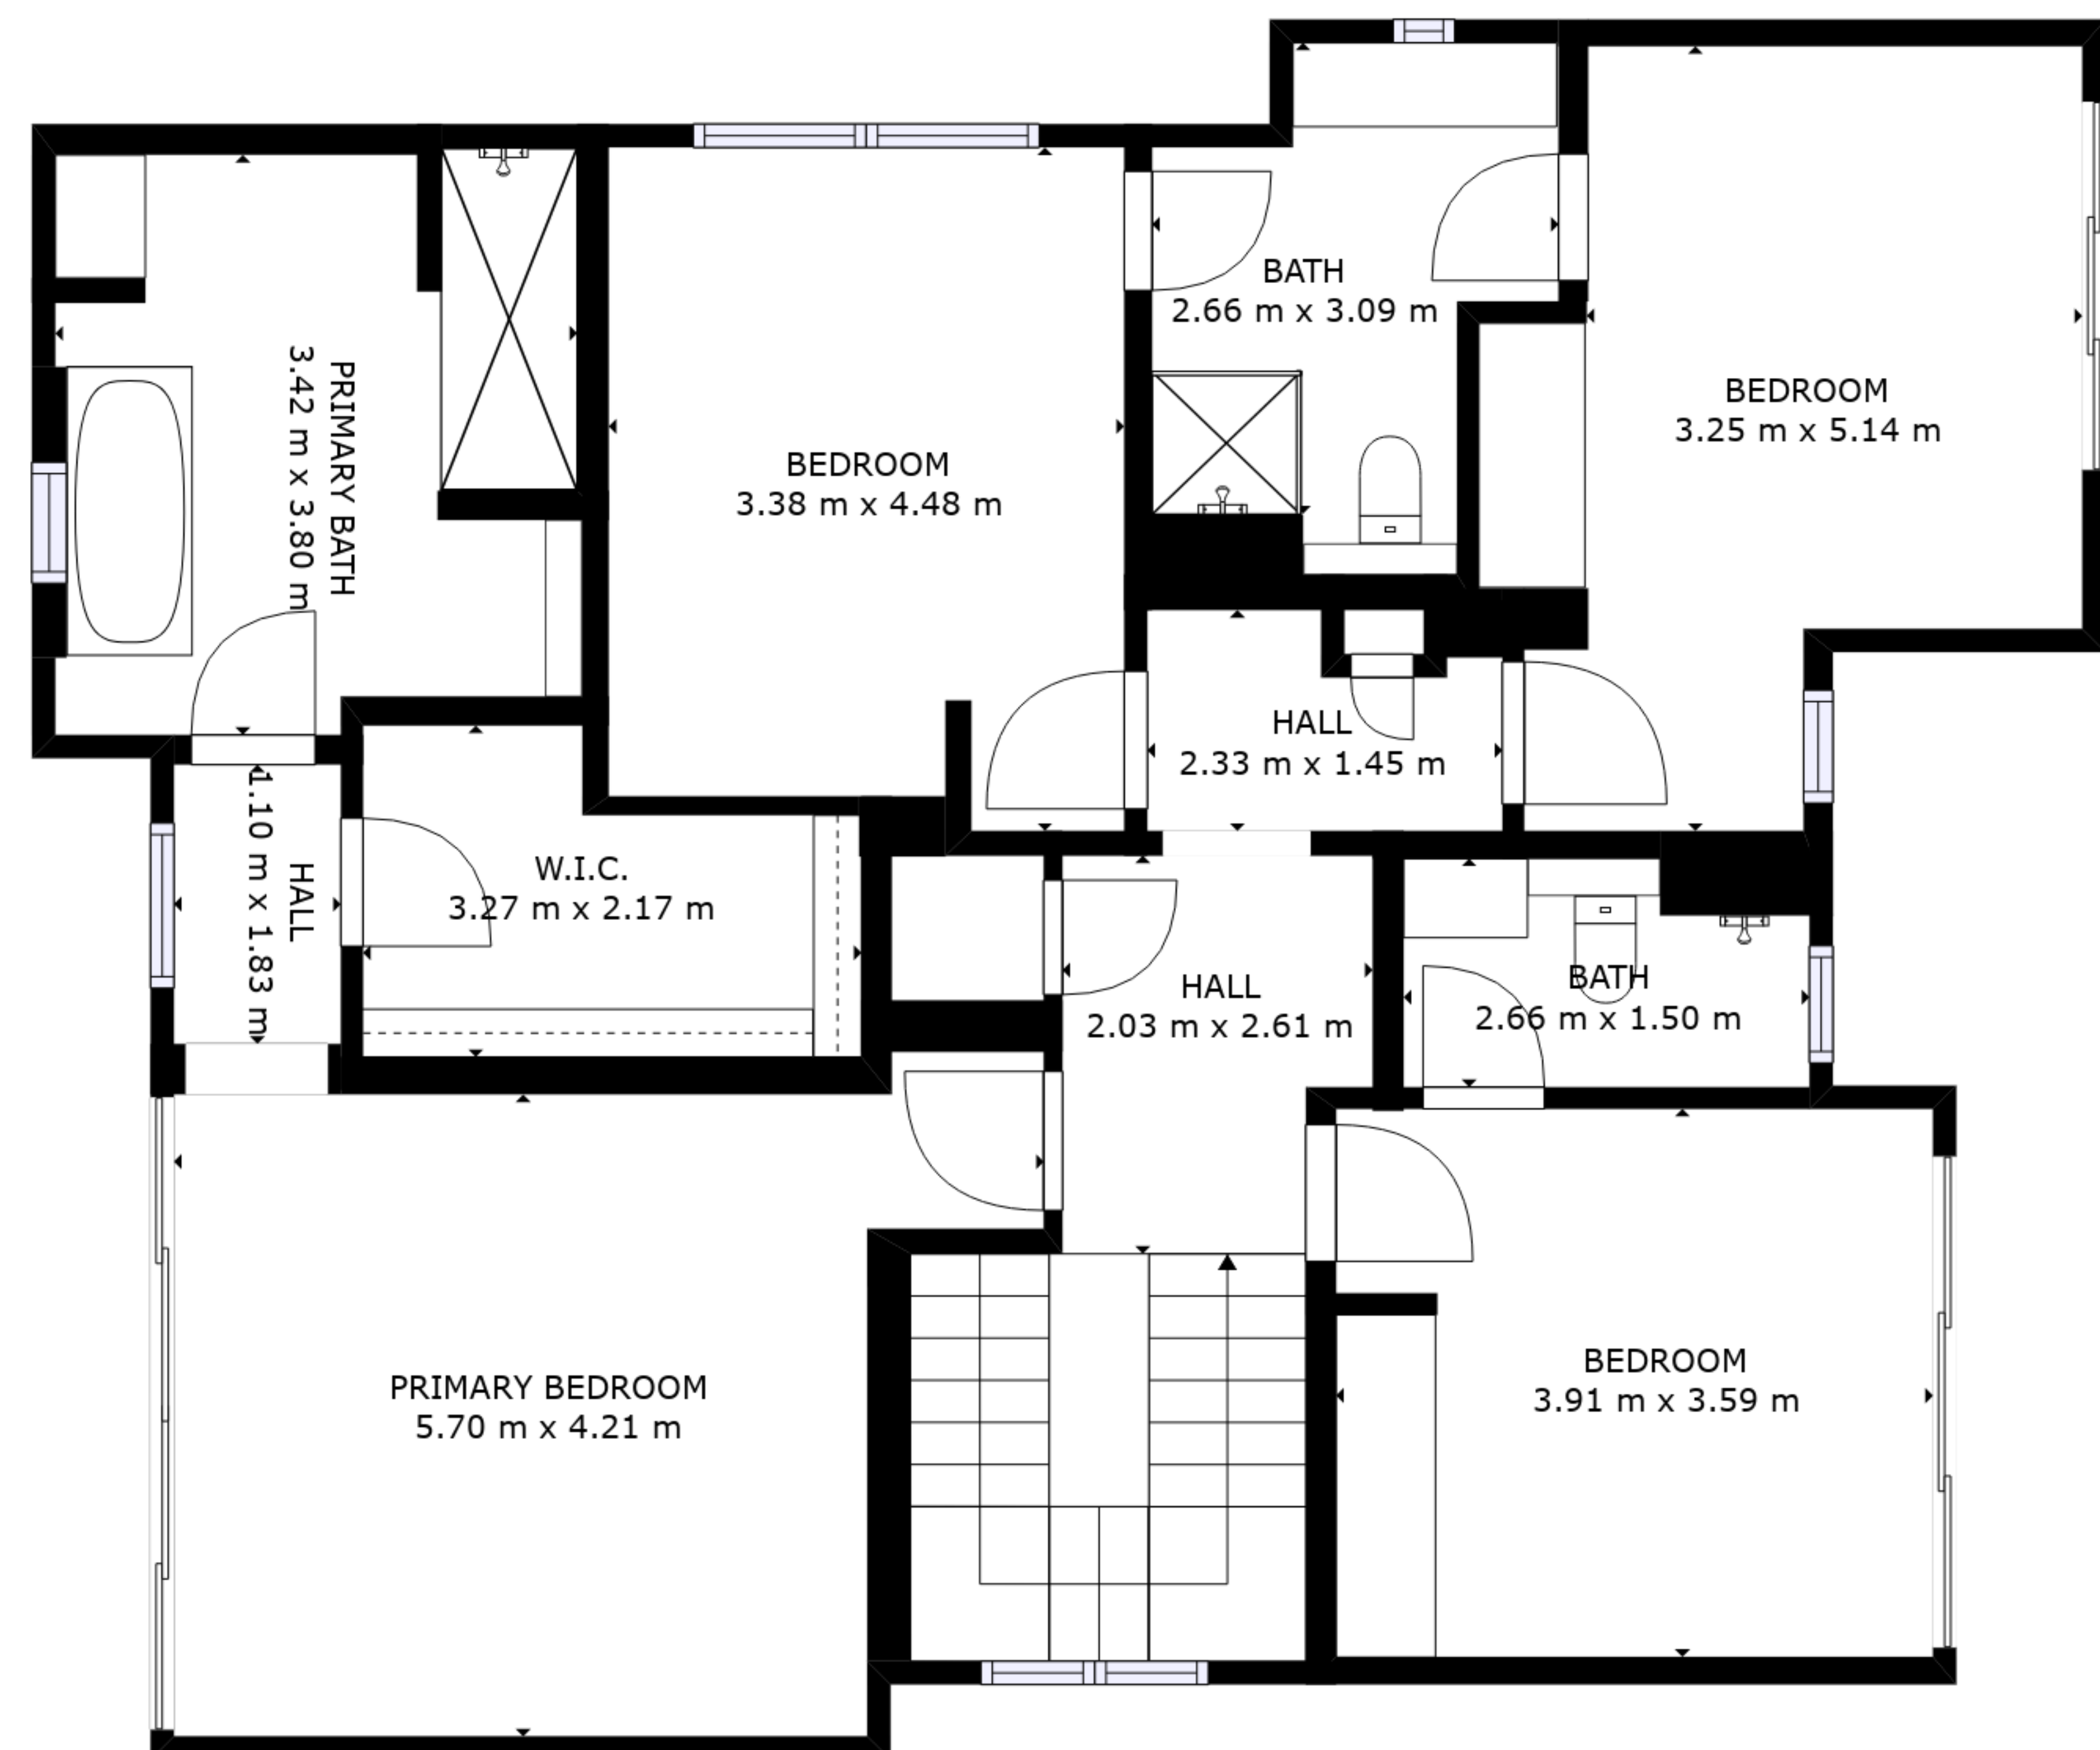 BATH
2.66 m x 3.09 m
BEDROOM
3.25 m x 5.14 m
PRIMARY BATH
3.42 m x 3.80 m
BEDROOM
3.38 m x 4.48 m
HALL
2.33 m x 1.45 m
HALL
1.10 m x 1.83 m
W.I.C.
3.27 m x 2.17 m
HALL
2.03 m x 2.61 m
BATH
2.66 m x 1.50 m
PRIMARY BEDROOM
5.70 m x 4.21 m
BEDROOM
3.91 m x 3.59 m